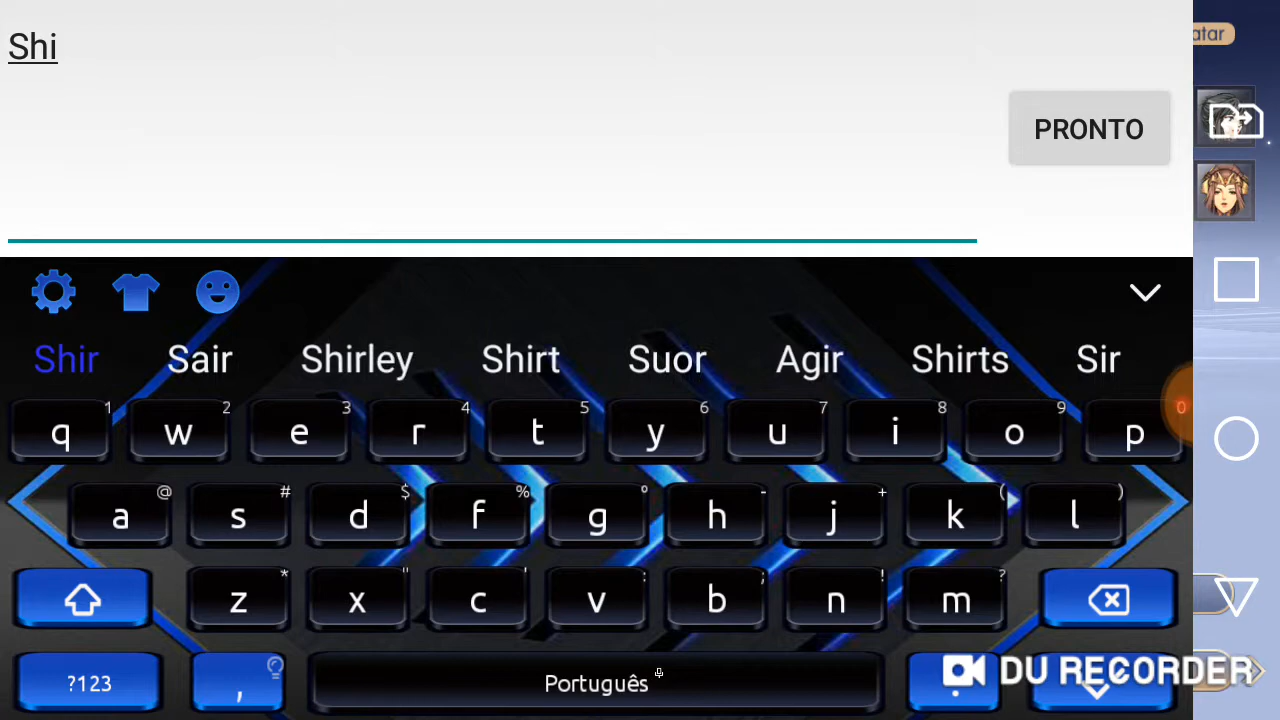 Shi
atar
PRONTO
Shir Sair Shirley Shirt Suor Agir Shirts Sir
q 1 w 2 e 3 r 4 t 5 y 6 u 7 i 8 o 9 p 0
a @ s # d $ f % g º h - j + k ( l )
z * x " c ' v : b ; n ! m ?
?123 , Português .
DU RECORDER